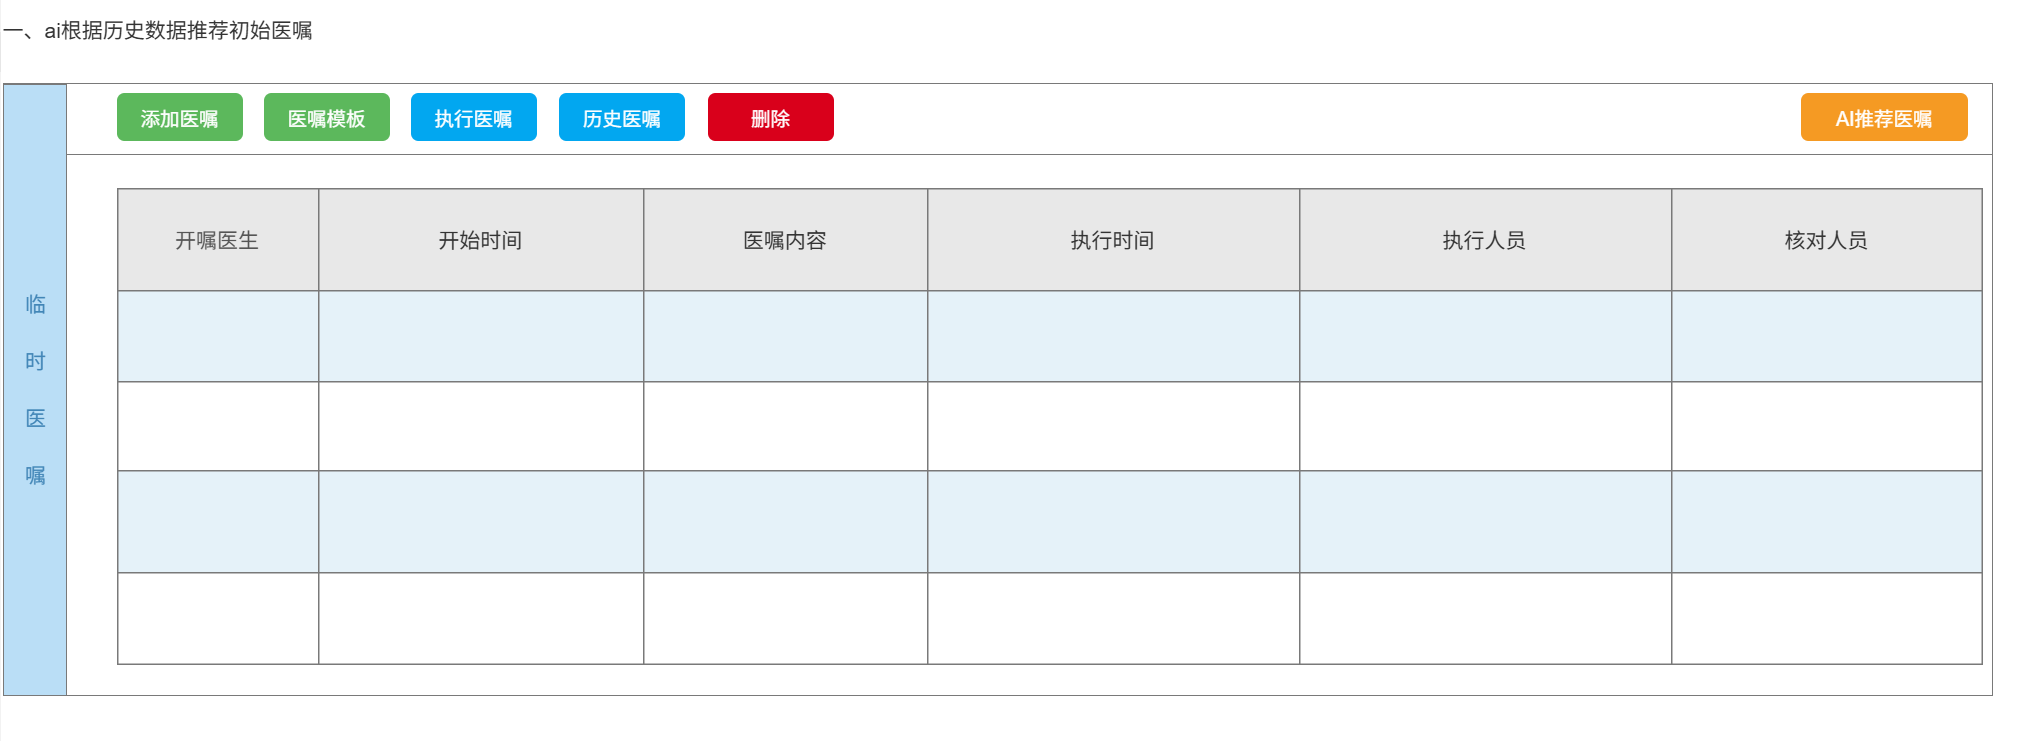 一、ai根据历史数据推荐初始医嘱
添加医嘱 医嘱模板 执行医嘱 历史医嘱 删除 AI推荐医嘱
开嘱医生 开始时间 医嘱内容 执行时间 执行人员 核对人员
临
时
医
嘱